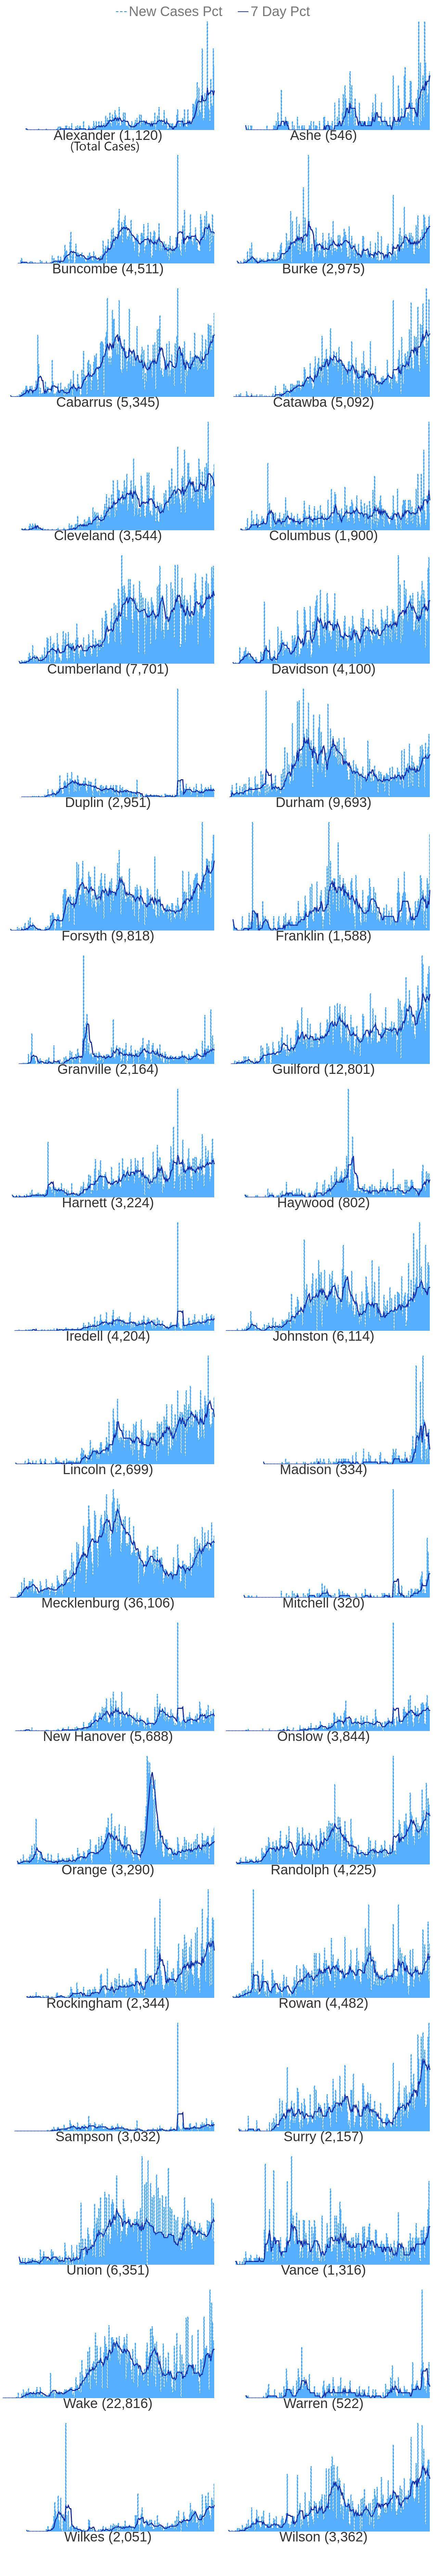 New Cases Pct 7 Day Pct
Alexander (1,120) Ashe (546)
(Total Cases)
Buncombe (4,511) Burke (2,975)
Cabarrus (5,345) Catawba (5,092)
Cleveland (3,544) Columbus (1,900)
Cumberland (7,701) Davidson (4,100)
Duplin (2,951) Durham (9,693)
Forsyth (9,818) Franklin (1,588)
Granville (2,164) Guilford (12,801)
Harnett (3,224) Haywood (802)
Iredell (4,204) Johnston (6,114)
Lincoln (2,699) Madison (334)
Mecklenburg (36,106) Mitchell (320)
New Hanover (5,688) Onslow (3,844)
Orange (3,290) Randolph (4,225)
Rockingham (2,344) Rowan (4,482)
Sampson (3,032) Surry (2,157)
Union (6,351) Vance (1,316)
Wake (22,816) Warren (522)
Wilkes (2,051) Wilson (3,362)